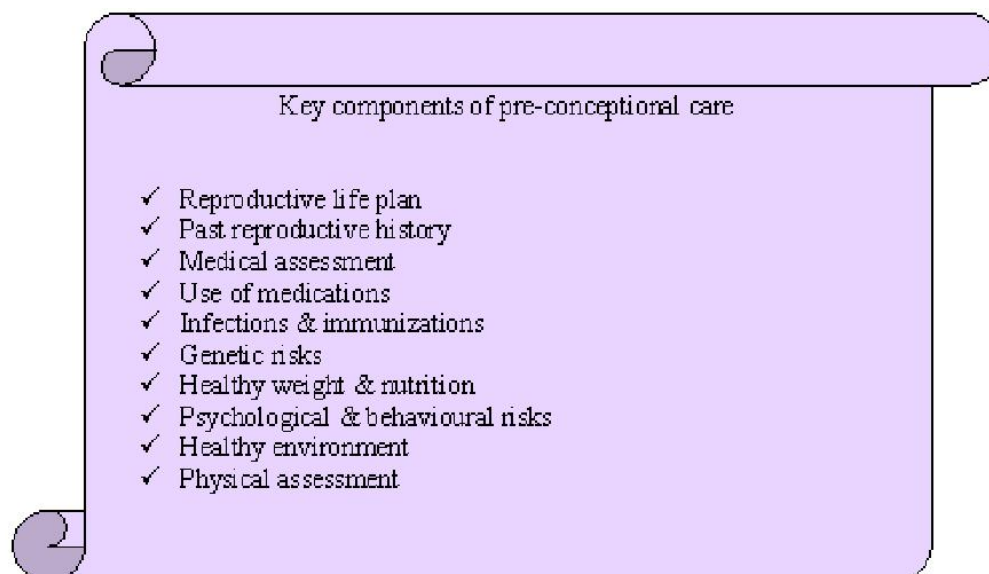 Key components of pre-conceptional care
✓ Reproductive life plan
✓ Past reproductive history
✓ Medical assessment
✓ Use of medications
✓ Infections & immunizations
✓ Genetic risks
✓ Healthy weight & nutrition
✓ Psychological & behavioural risks
✓ Healthy environment
✓ Physical assessment